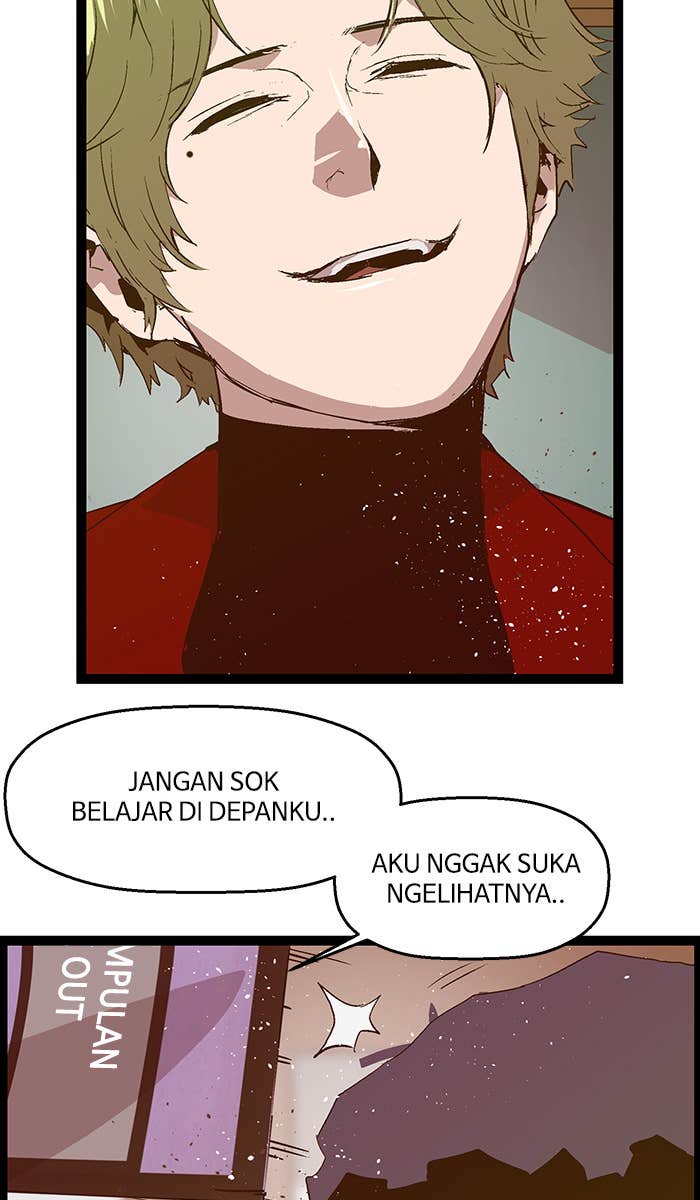 JANGAN SOK
BELAJAR DI DEPANKU..
AKU NGGAK SUKA
NGELIHATNYA..
MPULAN
OUT